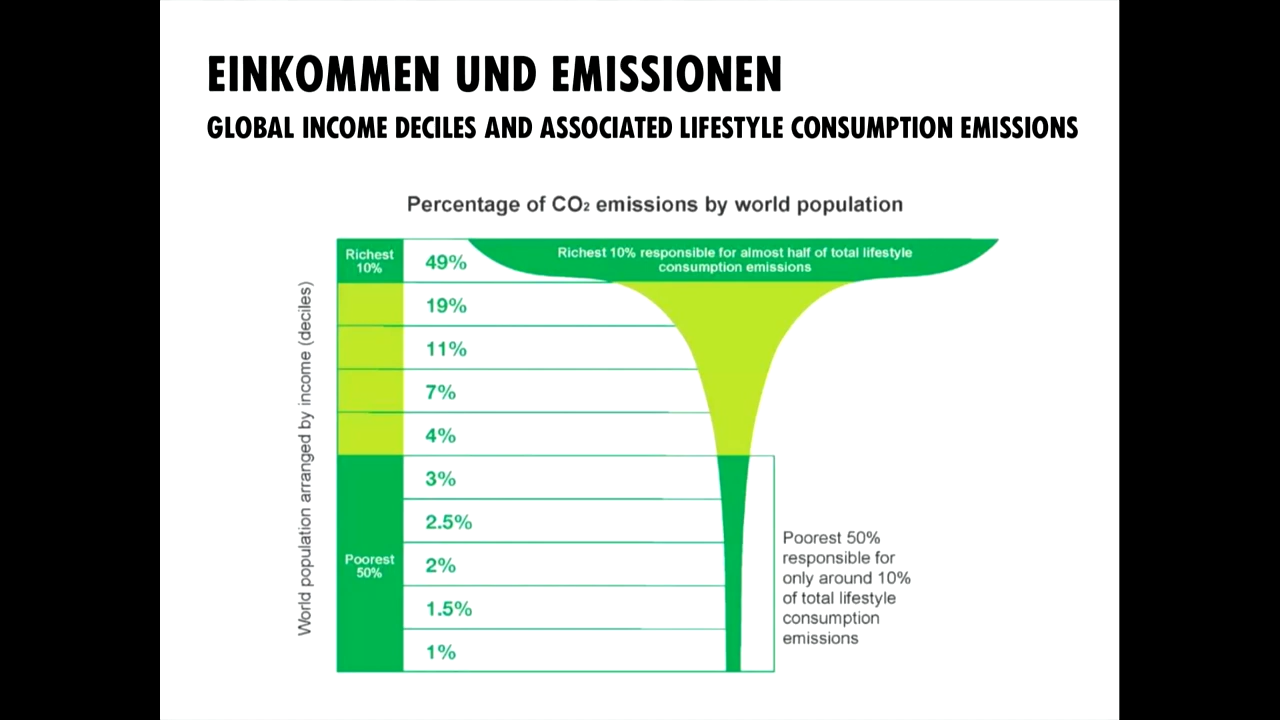 EINKOMMEN UND EMISSIONEN
GLOBAL INCOME DECILES AND ASSOCIATED LIFESTYLE CONSUMPTION EMISSIONS
Percentage of CO₂ emissions by world population
World population arranged by income (deciles)
Richest
10%
49%
Richest 10% responsible for almost half of total lifestyle
consumption emissions
19%
11%
7%
4%
3%
2.5%
Poorest
50%
2%
1.5%
1%
Poorest 50%
responsible for
only around 10%
of total lifestyle
consumption
emissions